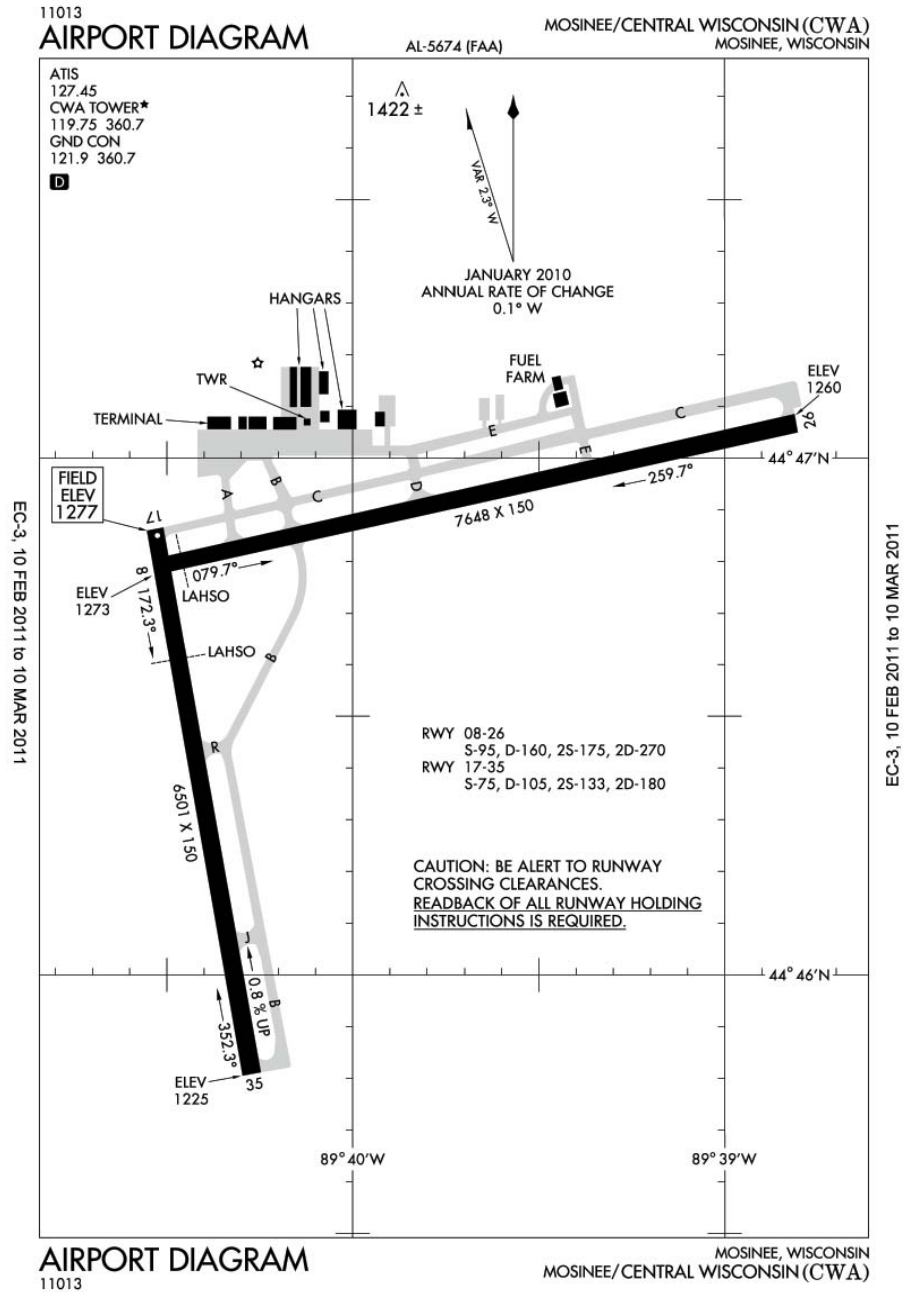 11013
AIRPORT DIAGRAM
AL-5674 (FAA)
MOSINEE/CENTRAL WISCONSIN (CWA)
MOSINEE, WISCONSIN
ATIS
127.45
CWA TOWER★
119.75 360.7
GND CON
121.9 360.7
D
1422 ±
VAR 2.3° W
JANUARY 2010
ANNUAL RATE OF CHANGE
0.1° W
HANGARS
TWR
TERMINAL
FUEL
FARM
ELEV
1260
26
C
E
E
44° 47'N
259.7°
7648 X 150
D
A
B
C
FIELD
ELEV
1277
17
8
079.7°
LAHSO
ELEV
1273
172.3°
LAHSO
B
R
6501 X 150
RWY 08-26
S-95, D-160, 2S-175, 2D-270
RWY 17-35
S-75, D-105, 2S-133, 2D-180
CAUTION: BE ALERT TO RUNWAY
CROSSING CLEARANCES.
READBACK OF ALL RUNWAY HOLDING
INSTRUCTIONS IS REQUIRED.
J
44° 46'N
0.8 % UP
B
352.3°
ELEV
1225
35
89° 40'W
89° 39'W
EC-3, 10 FEB 2011 to 10 MAR 2011
EC-3, 10 FEB 2011 to 10 MAR 2011
AIRPORT DIAGRAM
11013
MOSINEE, WISCONSIN
MOSINEE/CENTRAL WISCONSIN (CWA)